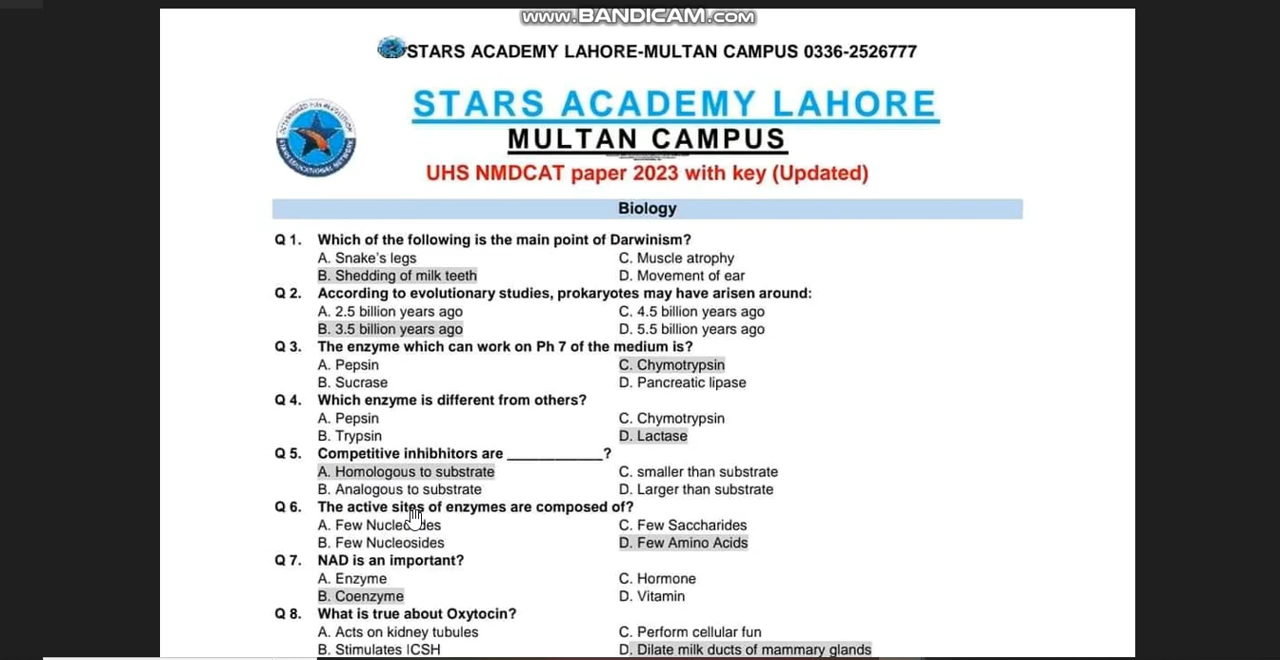 www.BANDICAM.com
STARS ACADEMY LAHORE-MULTAN CAMPUS 0336-2526777
STARS ACADEMY LAHORE
MULTAN CAMPUS
UHS NMDCAT paper 2023 with key (Updated)
Biology
Q 1. Which of the following is the main point of Darwinism?
A. Snake's legs C. Muscle atrophy
B. Shedding of milk teeth D. Movement of ear
Q 2. According to evolutionary studies, prokaryotes may have arisen around:
A. 2.5 billion years ago C. 4.5 billion years ago
B. 3.5 billion years ago D. 5.5 billion years ago
Q 3. The enzyme which can work on Ph 7 of the medium is?
A. Pepsin C. Chymotrypsin
B. Sucrase D. Pancreatic lipase
Q 4. Which enzyme is different from others?
A. Pepsin C. Chymotrypsin
B. Trypsin D. Lactase
Q 5. Competitive inhibhitors are ____________?
A. Homologous to substrate C. smaller than substrate
B. Analogous to substrate D. Larger than substrate
Q 6. The active sites of enzymes are composed of?
A. Few C. Few Saccharides
B. Few Nucleosides D. Few Amino Acids
Q 7. NAD is an important?
A. Enzyme C. Hormone
B. Coenzyme D. Vitamin
Q 8. What is true about Oxytocin?
A. Acts on kidney tubules C. Perform cellular fun
B. Stimulates ICSH D. Dilate milk ducts of mammary glands